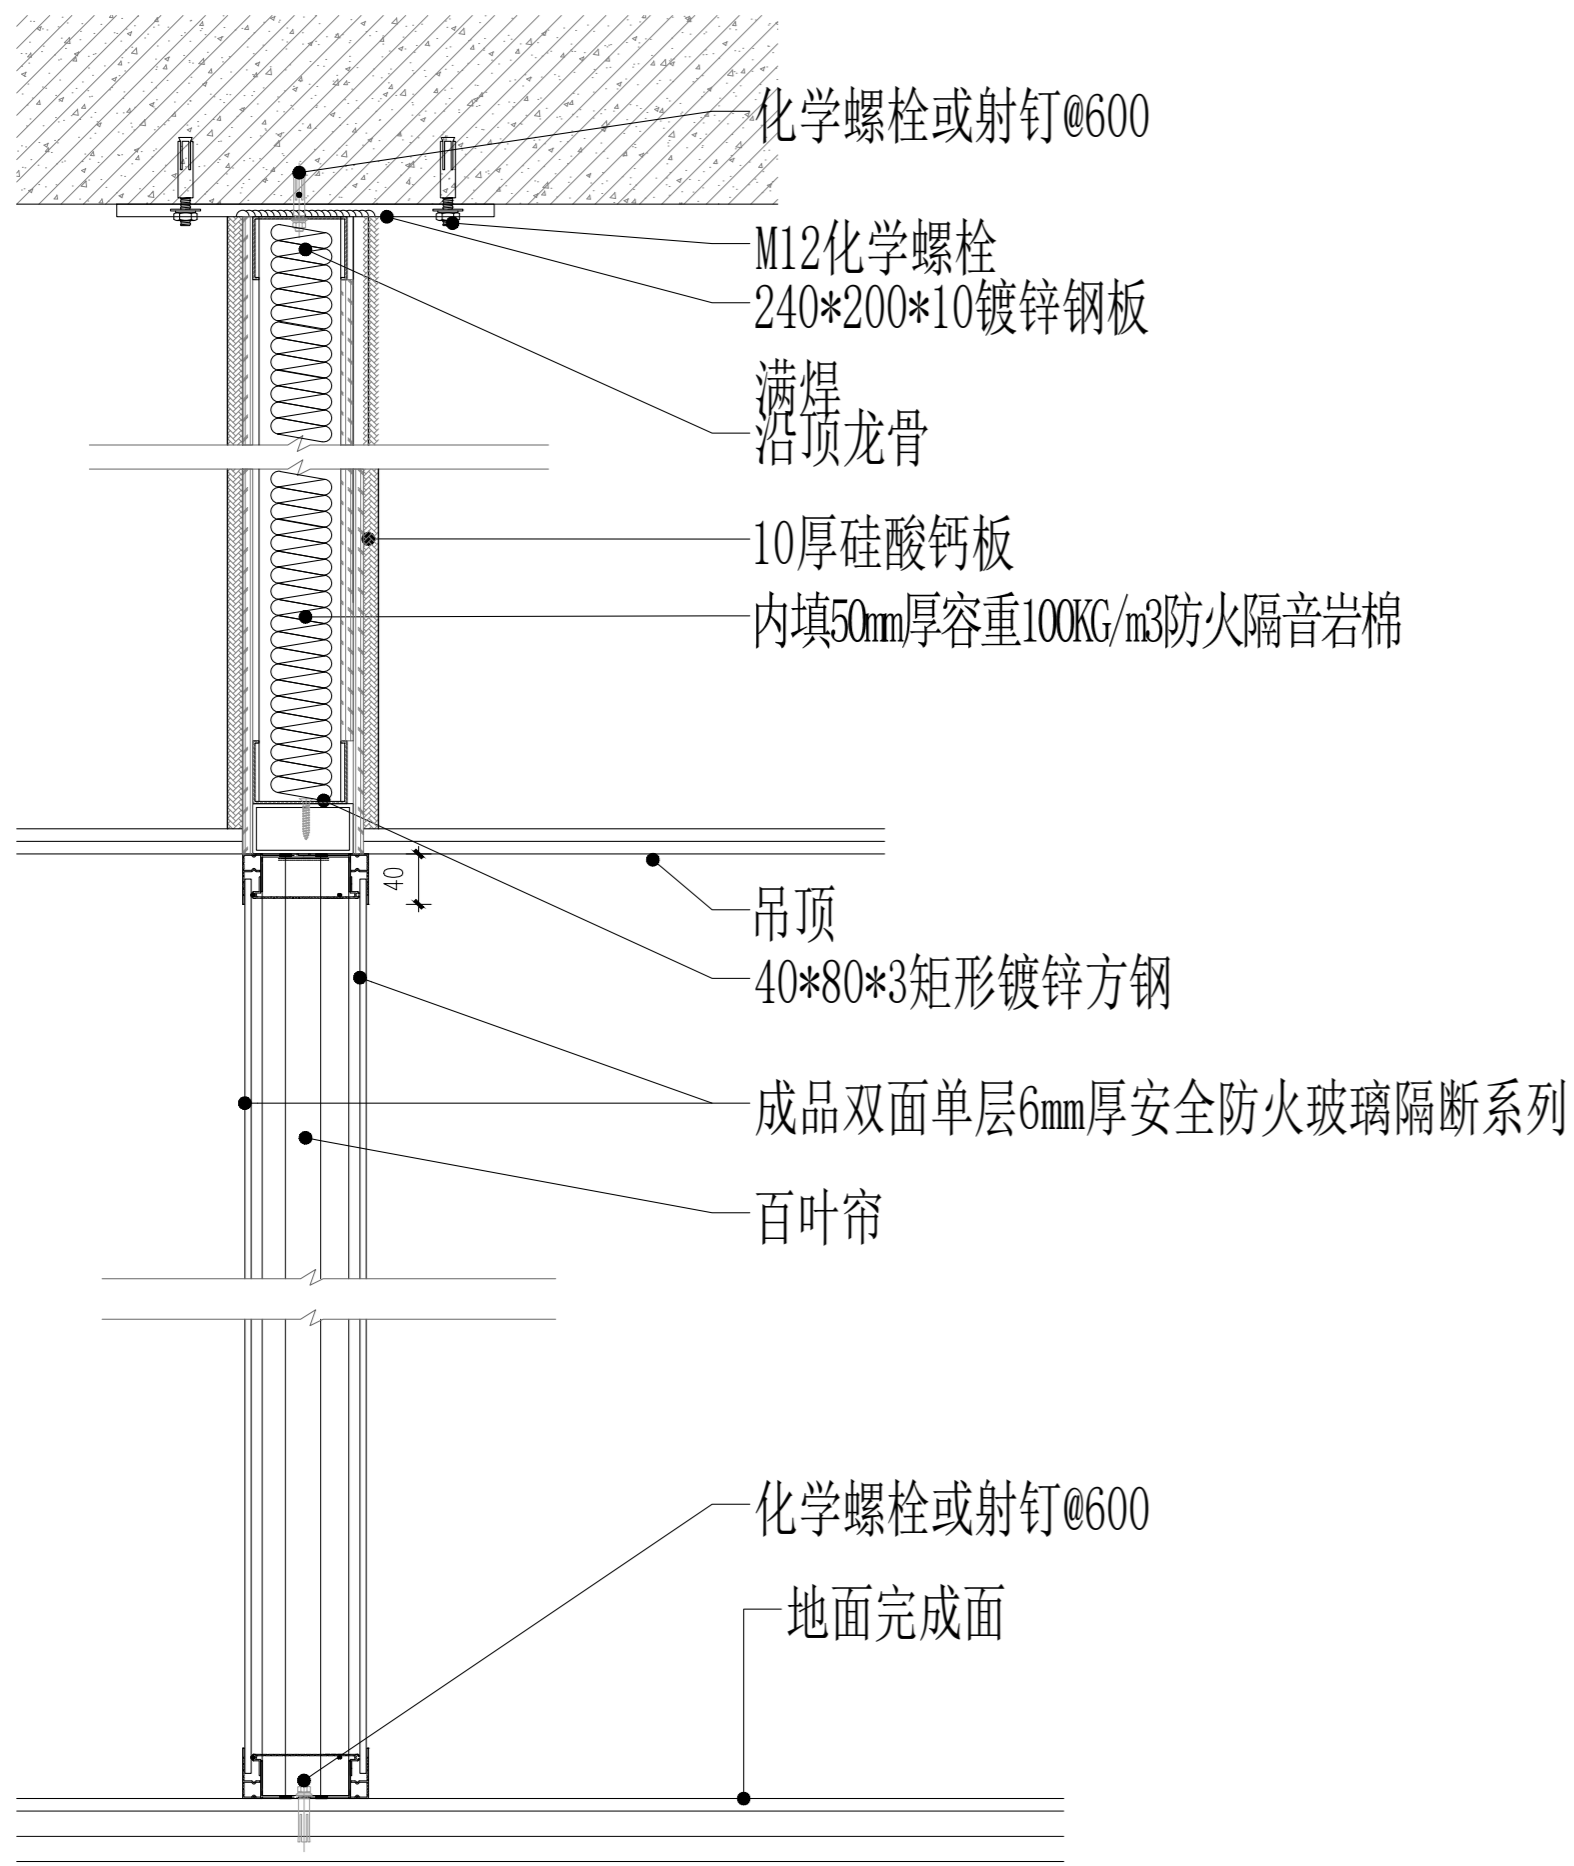 化学螺栓或射钉@600
M12化学螺栓
240*200*10镀锌钢板
满焊
沿顶龙骨
10厚硅酸钙板
内填50mm厚容重100KG/m3防火隔音岩棉
40
吊顶
40*80*3矩形镀锌方钢
成品双面单层6mm厚安全防火玻璃隔断系列
百叶帘
化学螺栓或射钉@600
地面完成面